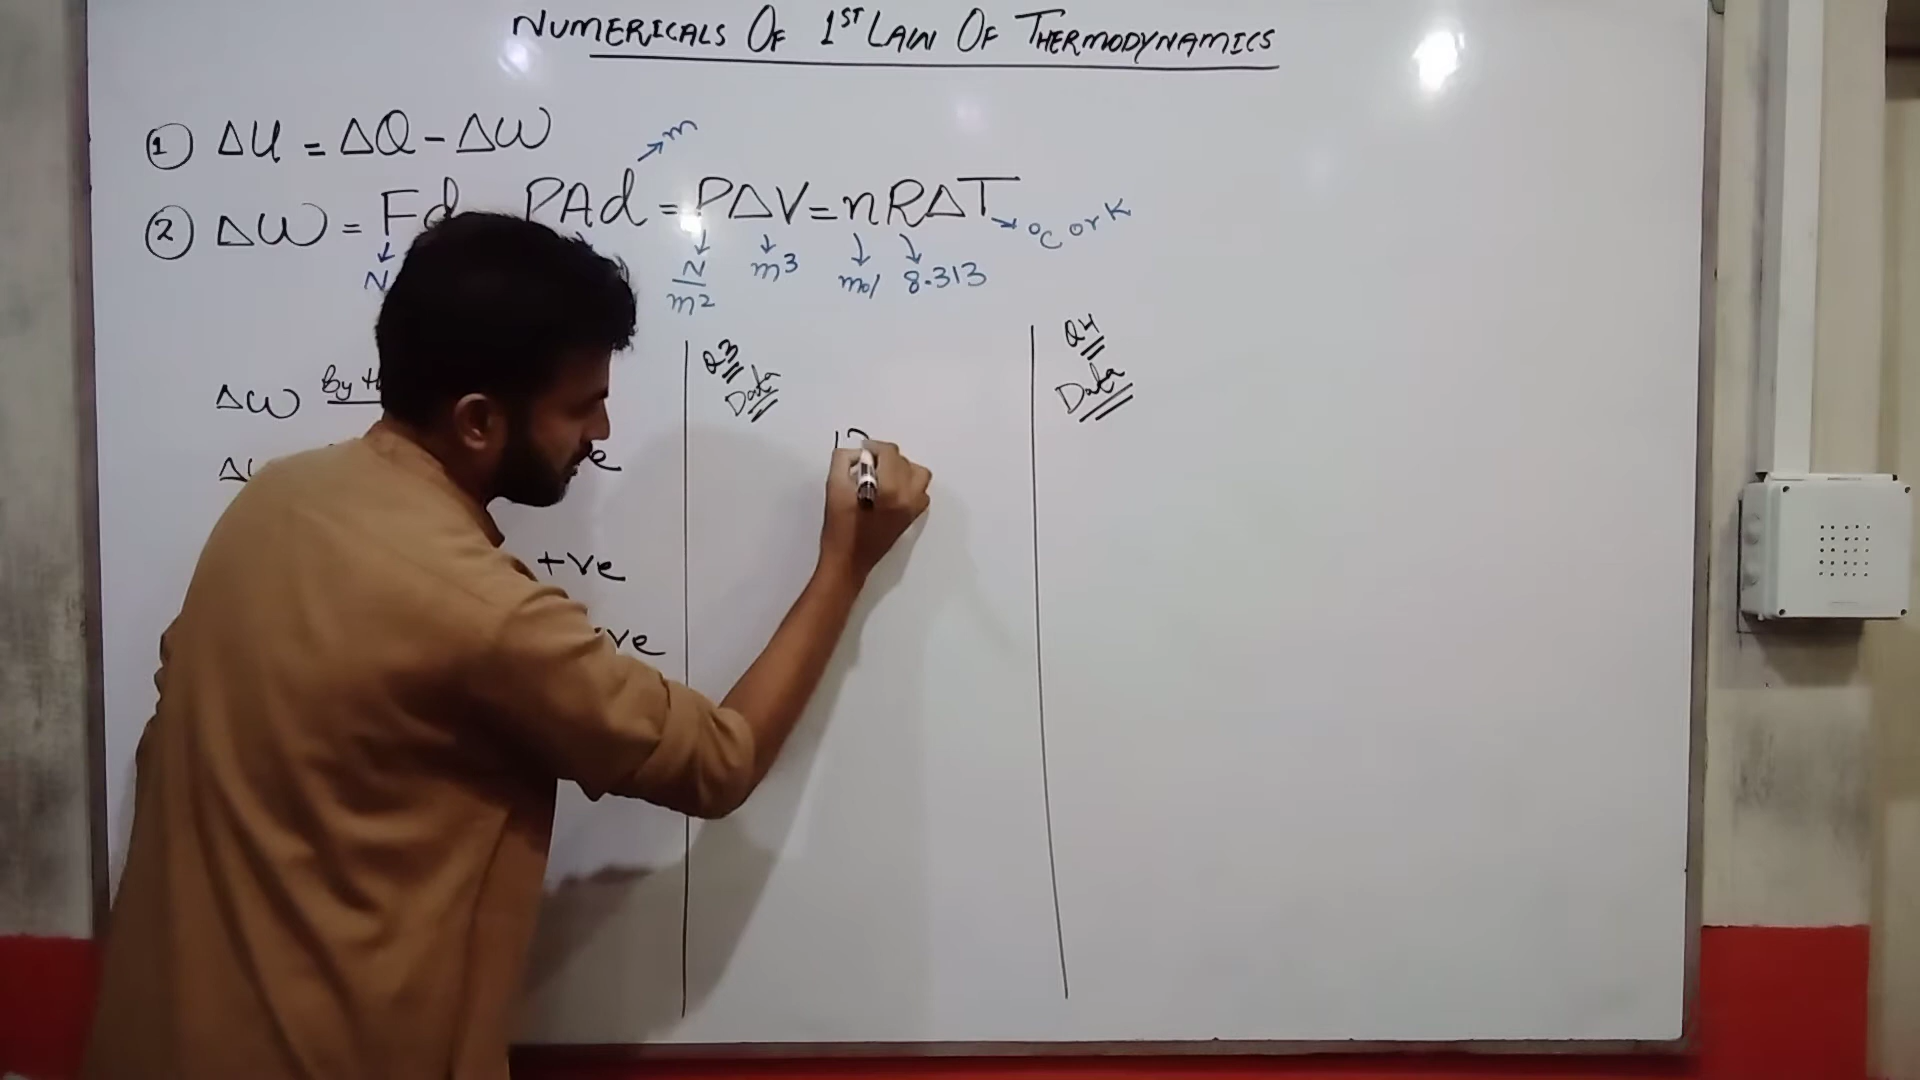 NUMERICALS OF 1ST LAW OF THERMODYNAMICS
① ΔU = ΔQ - ΔW
→ m
② ΔW = Fd PAd = PΔV = nRΔT → °C or K
N N/m2 m3 mol 8.313
ΔW By
+ve
ve
Q3
Data
Q4
Data